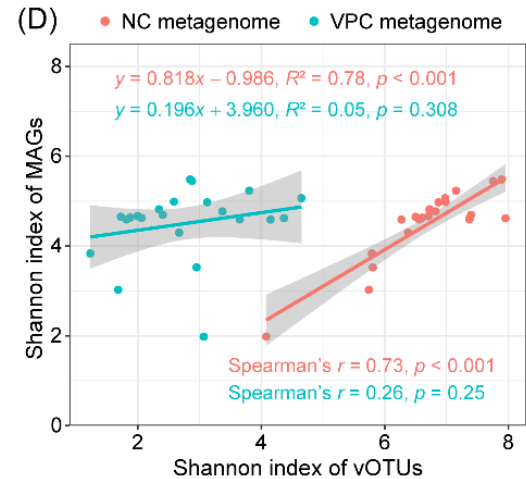 (D)
NC metagenome VPC metagenome
y = 0.818x − 0.986, R² = 0.78, p < 0.001
y = 0.196x + 3.960, R² = 0.05, p = 0.308
Shannon index of MAGs
8
6
4
2
0
Spearman's r = 0.73, p < 0.001
Spearman's r = 0.26, p = 0.25
2 4 6 8
Shannon index of vOTUs